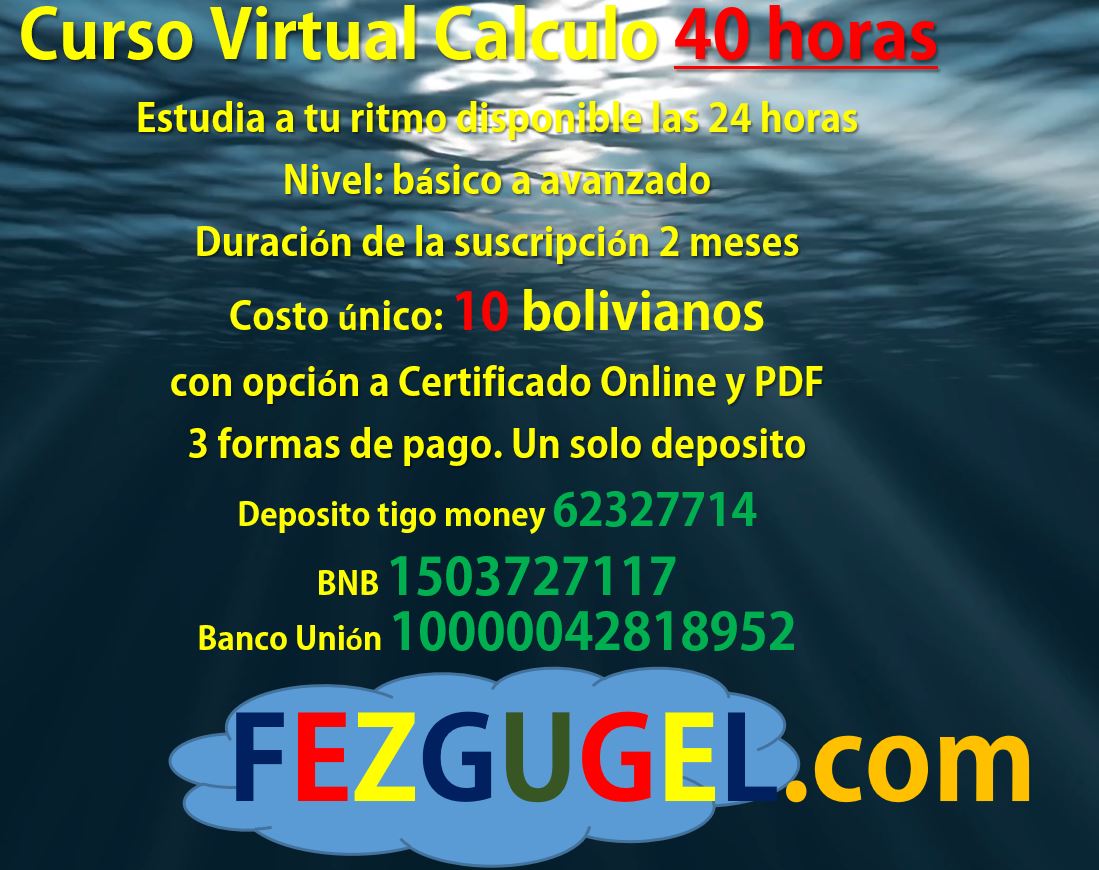 Curso Virtual Calculo 40 horas
Estudia a tu ritmo disponible las 24 horas
Nivel: básico a avanzado
Duración de la suscripción 2 meses
Costo único: 10 bolivianos
con opción a Certificado Online y PDF
3 formas de pago. Un solo deposito
Deposito tigo money 62327714
BNB 1503727117
Banco Unión 10000042818952
FEZGUGEL.com